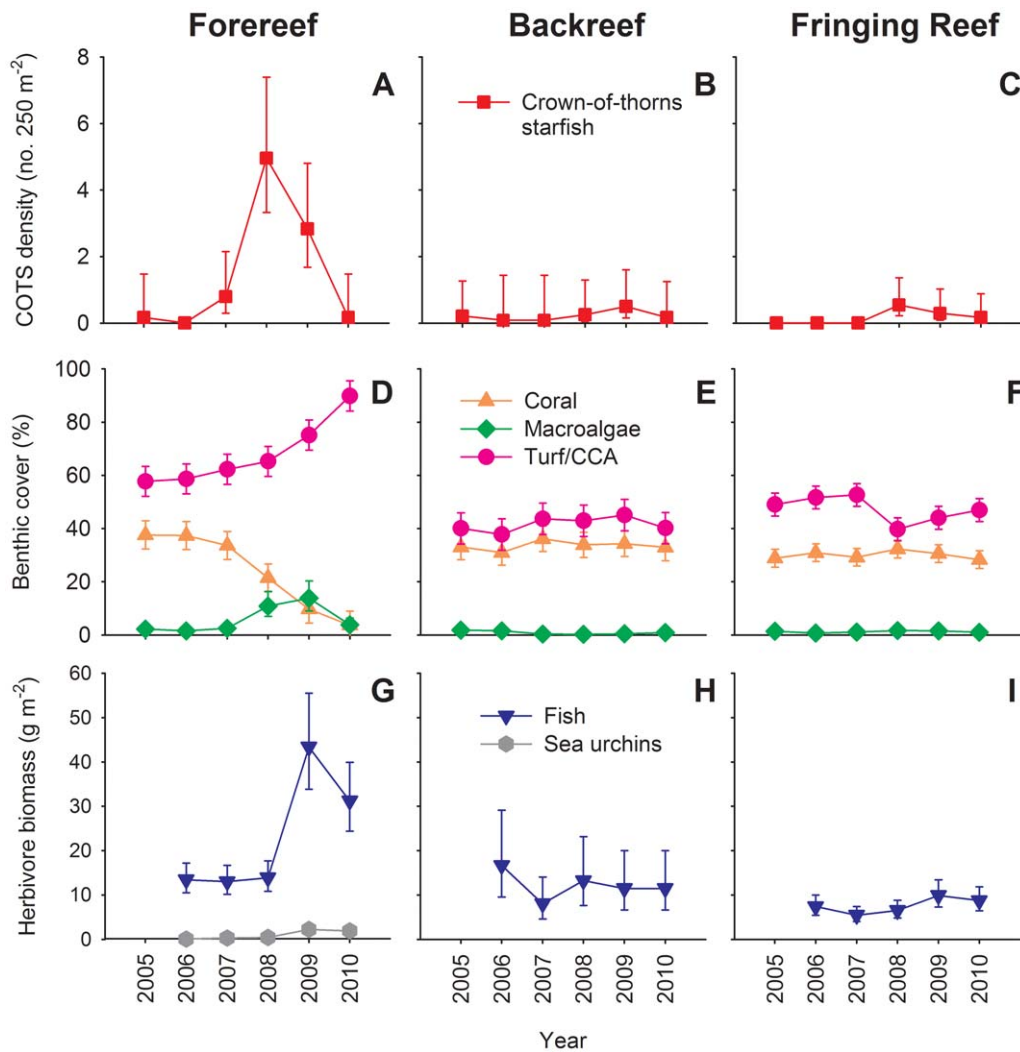 Forereef
Backreef
Fringing Reef
COTS density (no. 250 m⁻²)
8
6
4
2
0
A
B
Crown-of-thorns
starfish
C
Benthic cover (%)
100
80
60
40
20
0
D
E
Coral
Macroalgae
Turf/CCA
F
Herbivore biomass (g m⁻²)
60
50
40
30
20
10
0
G
H
Fish
Sea urchins
I
2005
2006
2007
2008
2009
2010
2005
2006
2007
2008
2009
2010
2005
2006
2007
2008
2009
2010
Year